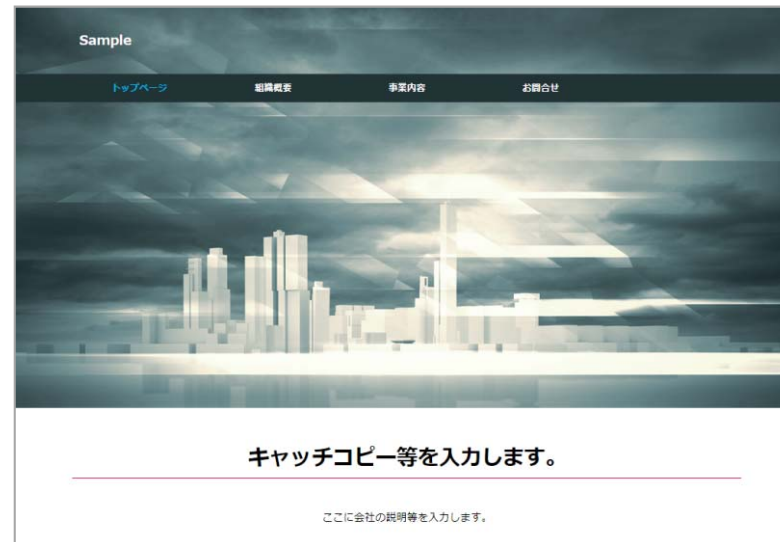 Sample
トップページ 組織概要 事業内容 お問合せ
キャッチコピー等を入力します。
ここに会社の説明等を入力します。